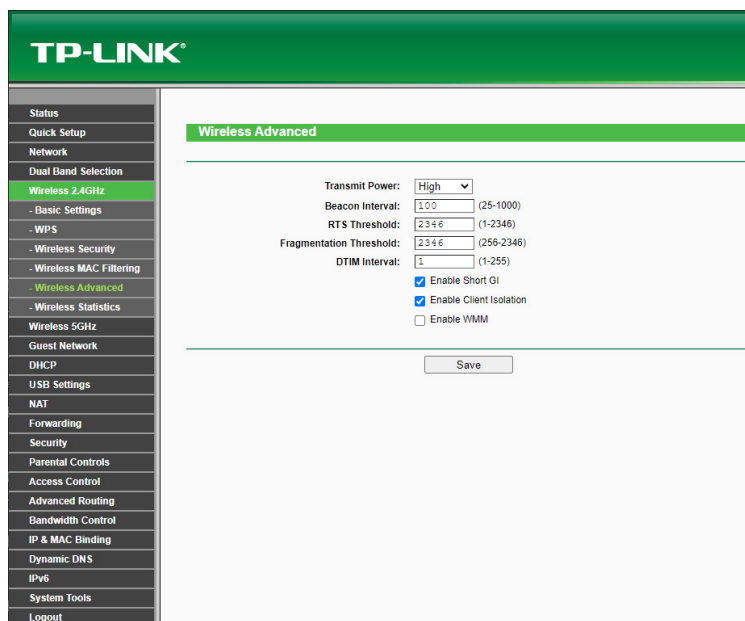 TP-LINK®
Status
Quick Setup
Network
Dual Band Selection
Wireless 2.4GHz
- Basic Settings
- WPS
- Wireless Security
- Wireless MAC Filtering
- Wireless Advanced
- Wireless Statistics
Wireless 5GHz
Guest Network
DHCP
USB Settings
NAT
Forwarding
Security
Parental Controls
Access Control
Advanced Routing
Bandwidth Control
IP & MAC Binding
Dynamic DNS
IPv6
System Tools
Logout
Wireless Advanced
Transmit Power: High
Beacon Interval: 100 (25-1000)
RTS Threshold: 2346 (1-2346)
Fragmentation Threshold: 2346 (256-2346)
DTIM Interval: 1 (1-255)
Enable Short GI
Enable Client Isolation
Enable WMM
Save